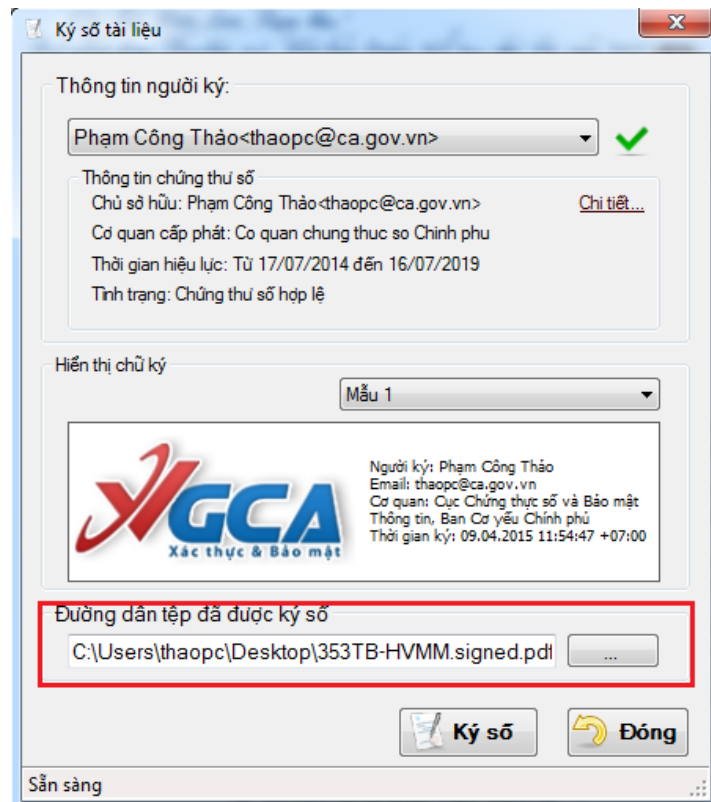 Ký số tài liệu
Thông tin người ký:
Phạm Công Thảo<thaopc@ca.gov.vn>
Thông tin chứng thư số
Chủ sở hữu: Phạm Công Thảo<thaopc@ca.gov.vn> Chi tiết...
Cơ quan cấp phát: Co quan chung thuc so Chinh phu
Thời gian hiệu lực: Từ 17/07/2014 đến 16/07/2019
Tình trạng: Chứng thư số hợp lệ
Hiển thị chữ ký
Mẫu 1
GCA
Xác thực & Bảo mật
Người ký: Phạm Công Thảo
Email: thaopc@ca.gov.vn
Cơ quan: Cục Chứng thực số và Bảo mật
Thông tin, Ban Cơ yếu Chính phủ
Thời gian ký: 09.04.2015 11:54:47 +07:00
Đường dẫn tệp đã được ký số
C:\Users\thaopc\Desktop\353TB-HVMM.signed.pdf ...
Ký số Đóng
Sẵn sàng